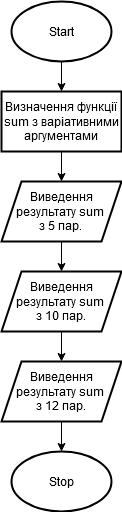 Start
Визначення функції
sum з варіативними
аргументами
Виведення
результату sum
з 5 пар.
Виведення
результату sum
з 10 пар.
Виведення
результату sum
з 12 пар.
Stop